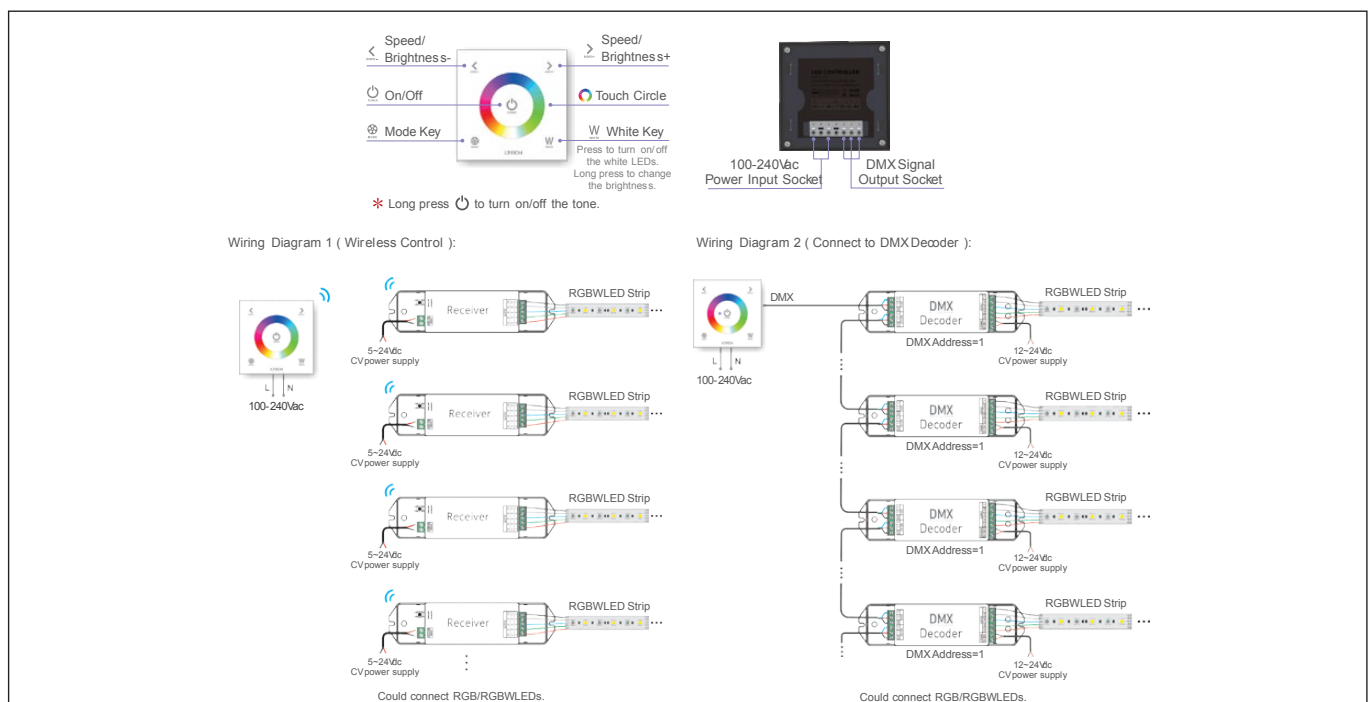 Speed/
Brightness-
On/Off
Mode Key
Speed/
Brightness+
Touch Circle
W White Key
Press to turn on/off
the white LEDs.
Long press to change
the brightness.
* Long press to turn on/off the tone.
LED CONTROLLER
100-240Vac
Power Input Socket
DMX Signal
Output Socket
Wiring Diagram 1 ( Wireless Control ):
L N
100-240Vac
Receiver
RGBWLED Strip
5~24Vdc
CV power supply
Receiver
RGBWLED Strip
5~24Vdc
CV power supply
Receiver
RGBWLED Strip
5~24Vdc
CV power supply
Receiver
RGBWLED Strip
5~24Vdc
CV power supply
Could connect RGB/RGBWLEDs.
Wiring Diagram 2 ( Connect to DMX Decoder ):
L N
100-240Vac
DMX
DMX
Decoder
DMX Address=1
RGBWLED Strip
12~24Vdc
CV power supply
DMX
Decoder
DMX Address=1
RGBWLED Strip
12~24Vdc
CV power supply
DMX
Decoder
DMX Address=1
RGBWLED Strip
12~24Vdc
CV power supply
DMX
Decoder
DMX Address=1
RGBWLED Strip
12~24Vdc
CV power supply
Could connect RGB/RGBWLEDs.